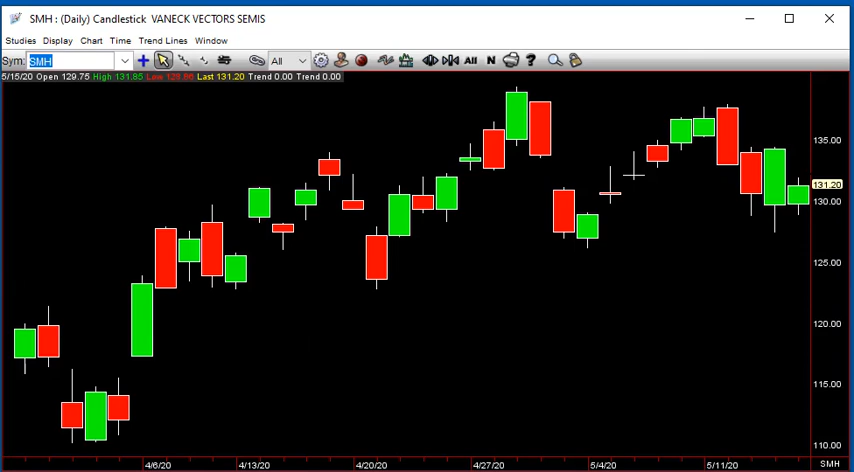 SMH : (Daily) Candlestick VANECK VECTORS SEMIS
Studies Display Chart Time Trend Lines Window
Sym: SMH All All N ?
5/15/20 Open 129.75 High 131.85 Low 128.86 Last 131.20 Trend 0.00 Trend 0.00
135.00
131.20
130.00
125.00
120.00
115.00
110.00
4/6/20 4/13/20 4/20/20 4/27/20 5/4/20 5/11/20 SMH